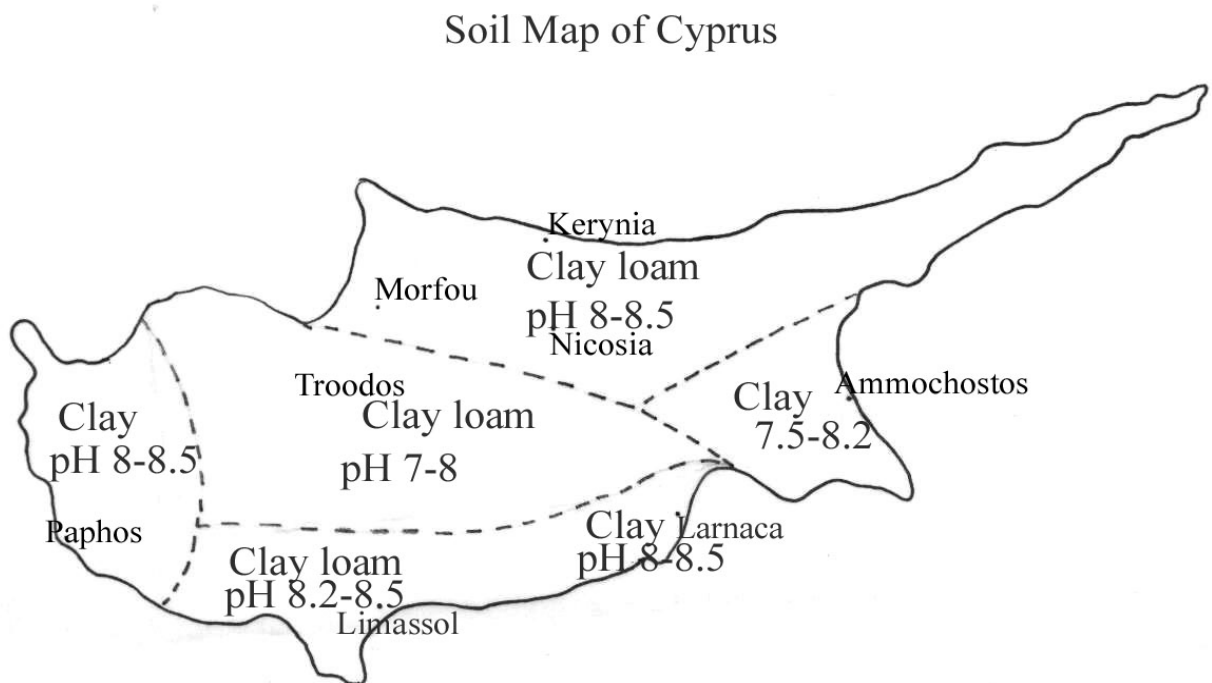 Soil Map of Cyprus
Kerynia
Clay loam
pH 8-8.5
Morfou
Nicosia
Troodos
Clay loam
pH 7-8
Clay
7.5-8.2
Ammochostos
Clay
pH 8-8.5
Paphos
Clay loam
pH 8.2-8.5
Limassol
Clay
pH 8-8.5
Larnaca